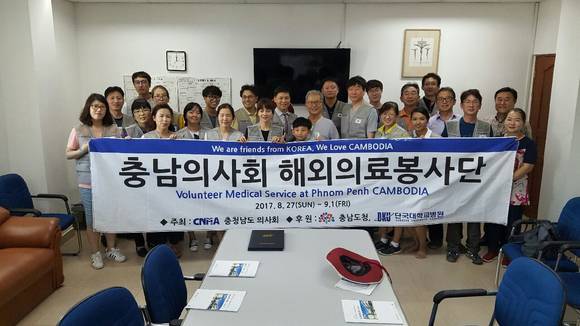 We are friends from KOREA, We Love CAMBODIA
충남의사회 해외의료봉사단
Volunteer Medical Service at Phnom Penh CAMBODIA
2017. 8, 27(SUN) ~ 9,1(FRI)
◆ 주최 : CNMA 충청남도 의사회 ◆ 후원 : 충남도청, DKU 단국대학교병원